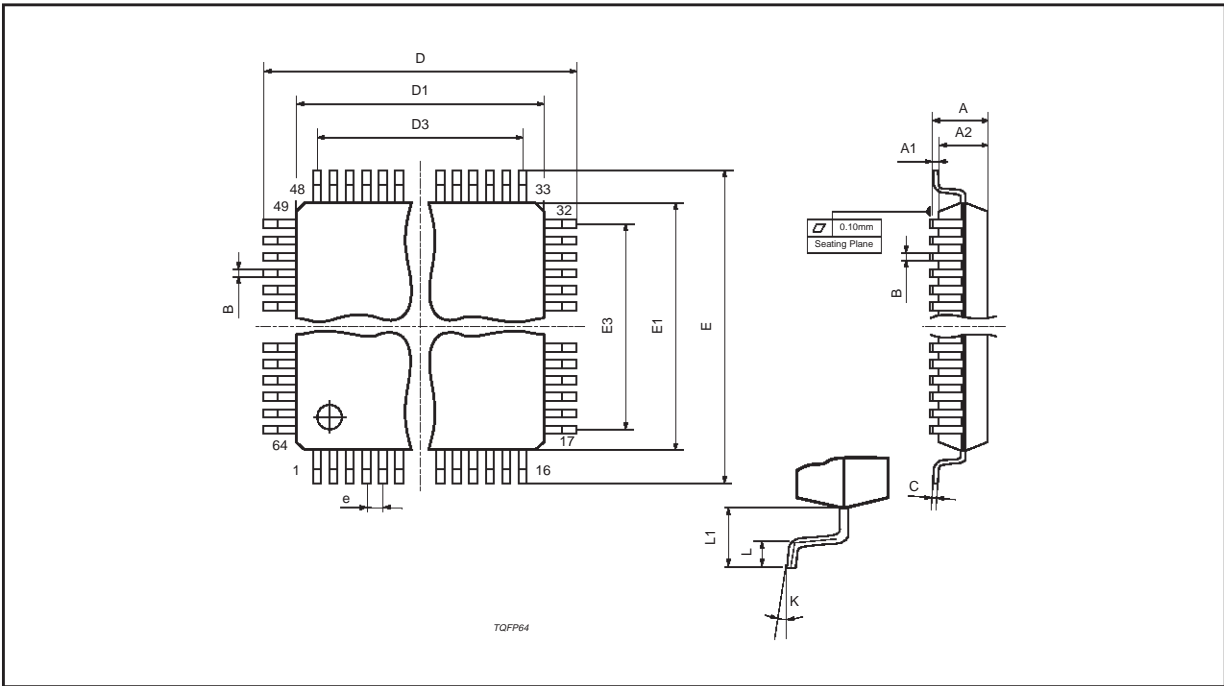 D
D1
D3
A
A2
A1
48
33
49
32
0.10mm
Seating Plane
B
B
E3
E1
E
64
17
1
16
e
C
L1
L
K
TQFP64